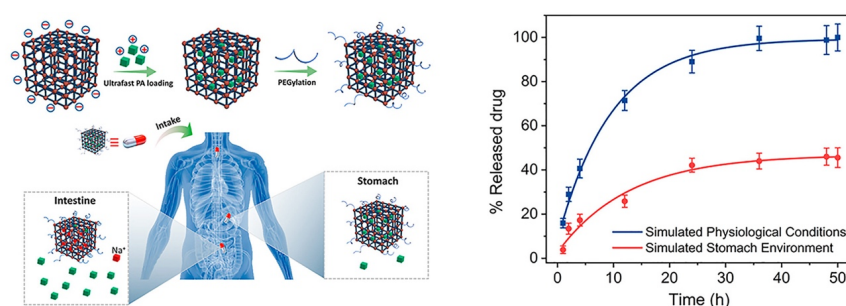 Ultrafast PA loading
PEGylation
Intake
Intestine
Na⁺
Stomach
% Released drug
100
80
60
40
20
0
Simulated Physiological Conditions
Simulated Stomach Environment
0
10
20
30
40
50
Time (h)